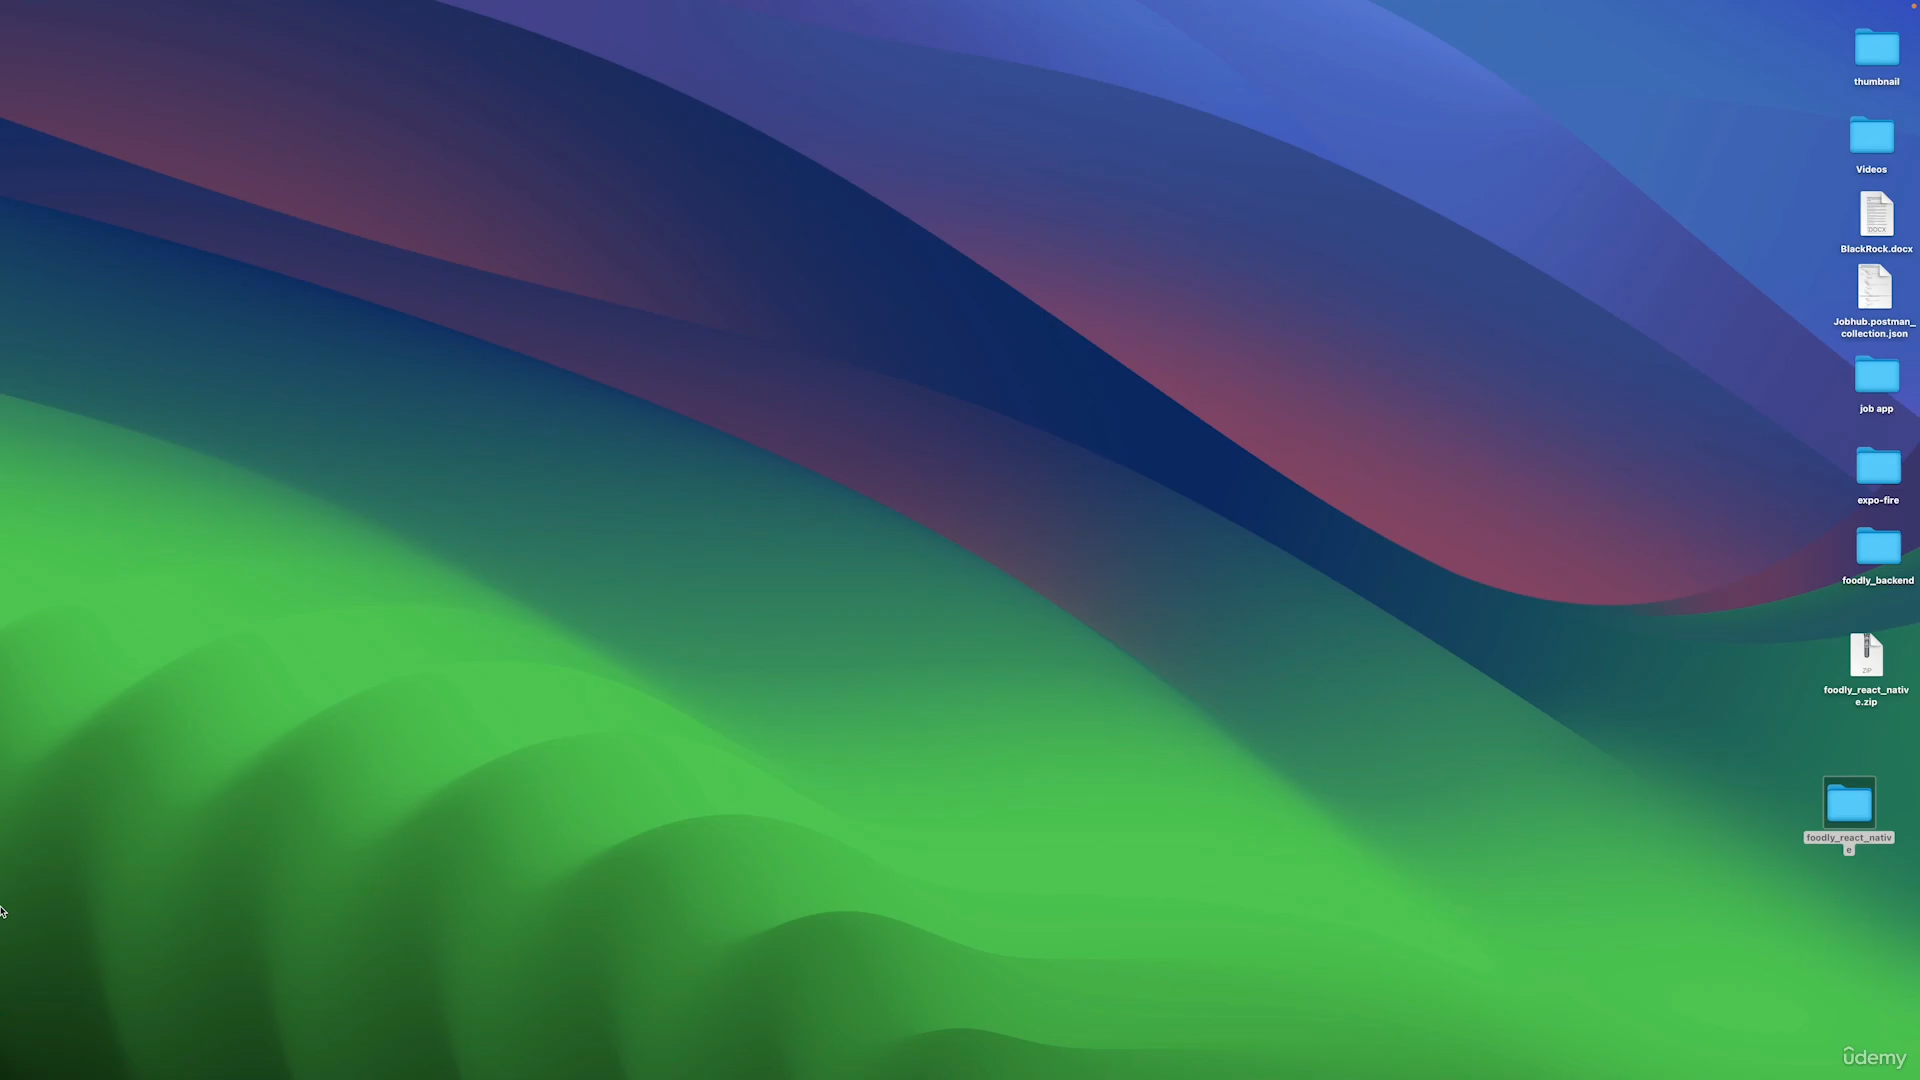 thumbnail
Videos
DOCX
BlackRock.docx
Jobhub.postman_
collection.json
job app
expo-fire
foodly_backend
ZIP
foodly_react_nativ
e.zip
foodly_react_nativ
e
ûdemy